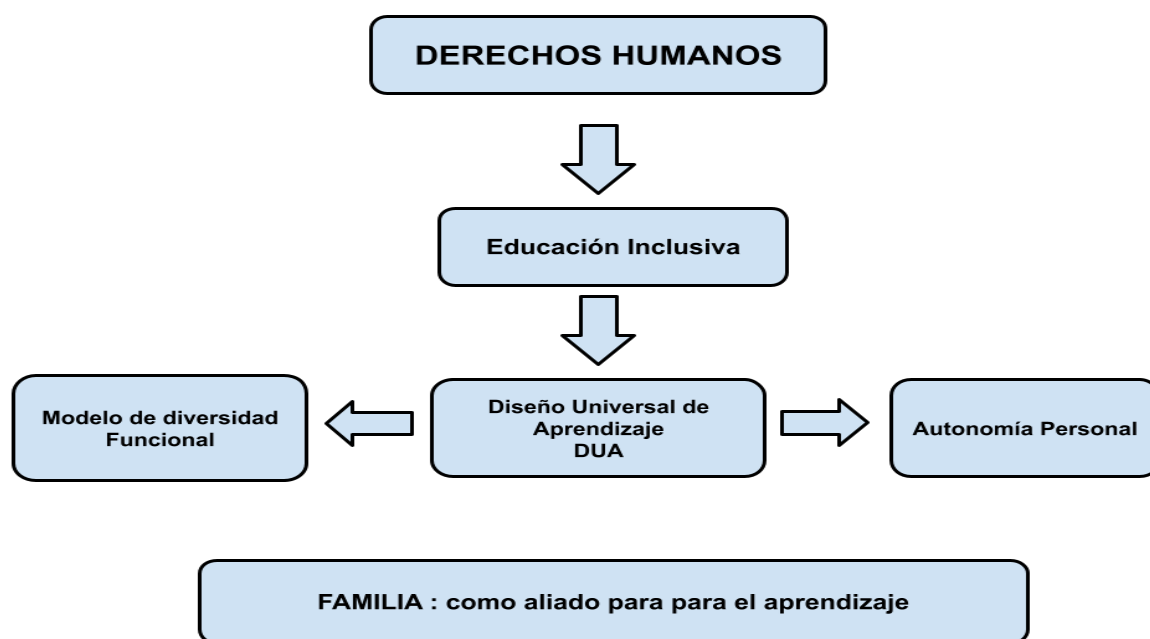 DERECHOS HUMANOS
Educación Inclusiva
Modelo de diversidad
Funcional
Diseño Universal de
Aprendizaje
DUA
Autonomía Personal
FAMILIA : como aliado para para el aprendizaje